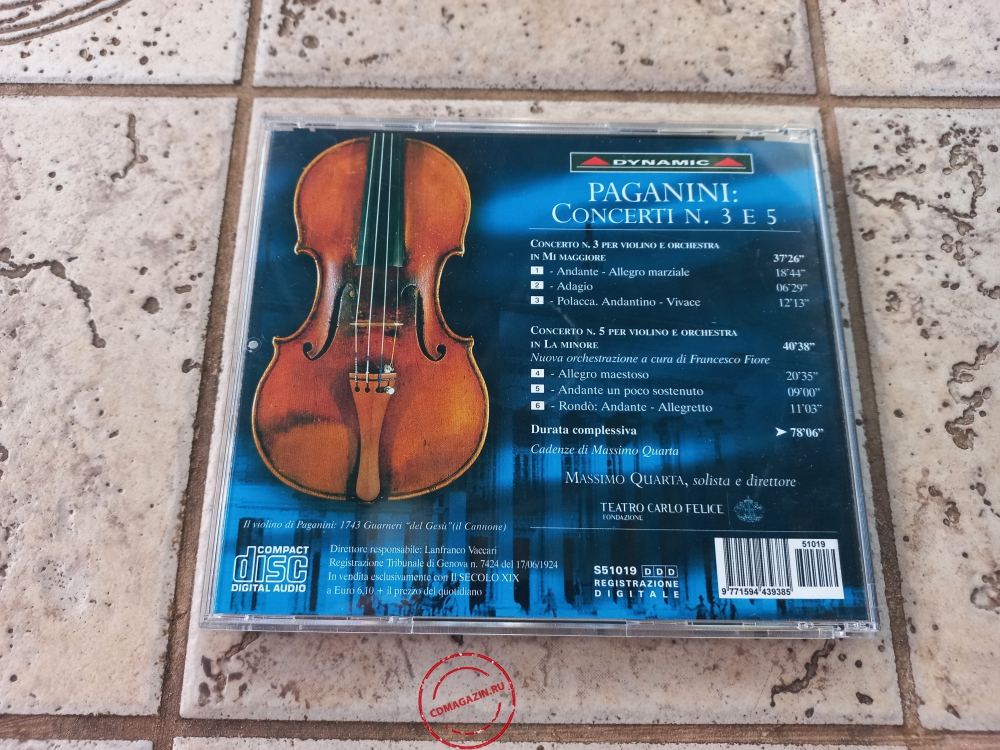 DYNAMIC
PAGANINI:
CONCERTI N. 3 E 5
CONCERTO N. 3 PER VIOLINO E ORCHESTRA
IN MI MAGGIORE 37'26"
1 - Andante - Allegro marziale 18'44"
2 - Adagio 06'29"
3 - Polacca. Andantino - Vivace 12'13"
CONCERTO N. 5 PER VIOLINO E ORCHESTRA
IN LA MINORE 40'38"
Nuova orchestrazione a cura di Francesco Fiore
4 - Allegro maestoso 20'35"
5 - Andante un poco sostenuto 09'00"
6 - Rondò: Andante - Allegretto 11'03"
Durata complessiva ➤ 78'06"
Cadenze di Massimo Quarta
MASSIMO QUARTA, solista e direttore
TEATRO CARLO FELICE
FONDAZIONE
Il violino di Paganini: 1743 Guarneri "del Gesù" (il Cannone)
COMPACT
disc
DIGITAL AUDIO
Direttore responsabile: Lanfranco Vaccari
Registrazione Tribunale di Genova n. 7424 del 17/06/1924
In vendita esclusivamente con Il SECOLO XIX
a Euro 6,10 + il prezzo del quotidiano
S51019 DDD
REGISTRAZIONE
DIGITALE
51019
9 771594 439385
CDMAGAZIN.RU